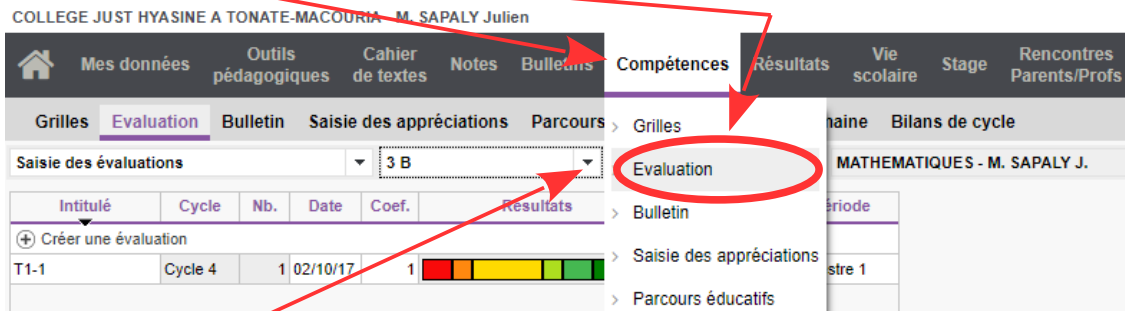 COLLEGE JUST HYASINE A TONATE-MACOURIA - M. SAPALY Julien
Mes données Outils pédagogiques Cahier de textes Notes Bulletins Compétences Résultats Vie scolaire Stage Rencontres Parents/Profs
Grilles Evaluation Bulletin Saisie des appréciations Parcours > Grilles haine Bilans de cycle
Saisie des évaluations 3 B > Evaluation MATHEMATIQUES - M. SAPALY J.
Intitulé Cycle Nb. Date Coef. Résultats > Bulletin ériode
Créer une évaluation
T1-1 Cycle 4 1 02/10/17 1 > Saisie des appréciations stre 1
> Parcours éducatifs